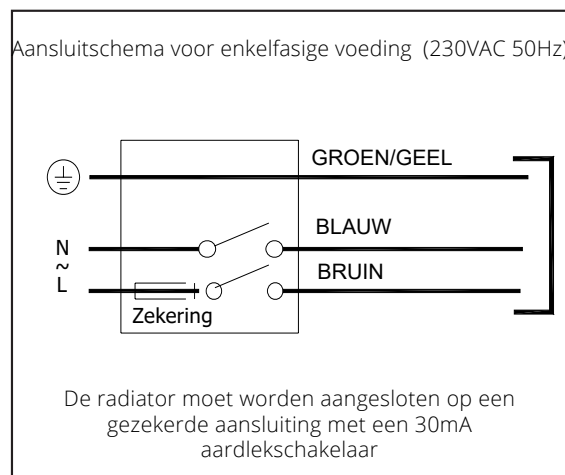 Aansluitschema voor enkelfasige voeding (230VAC 50Hz)
GROEN/GEEL
N
BLAUW
~
L
BRUIN
Zekering
De radiator moet worden aangesloten op een
gezekerde aansluiting met een 30mA
aardlekschakelaar